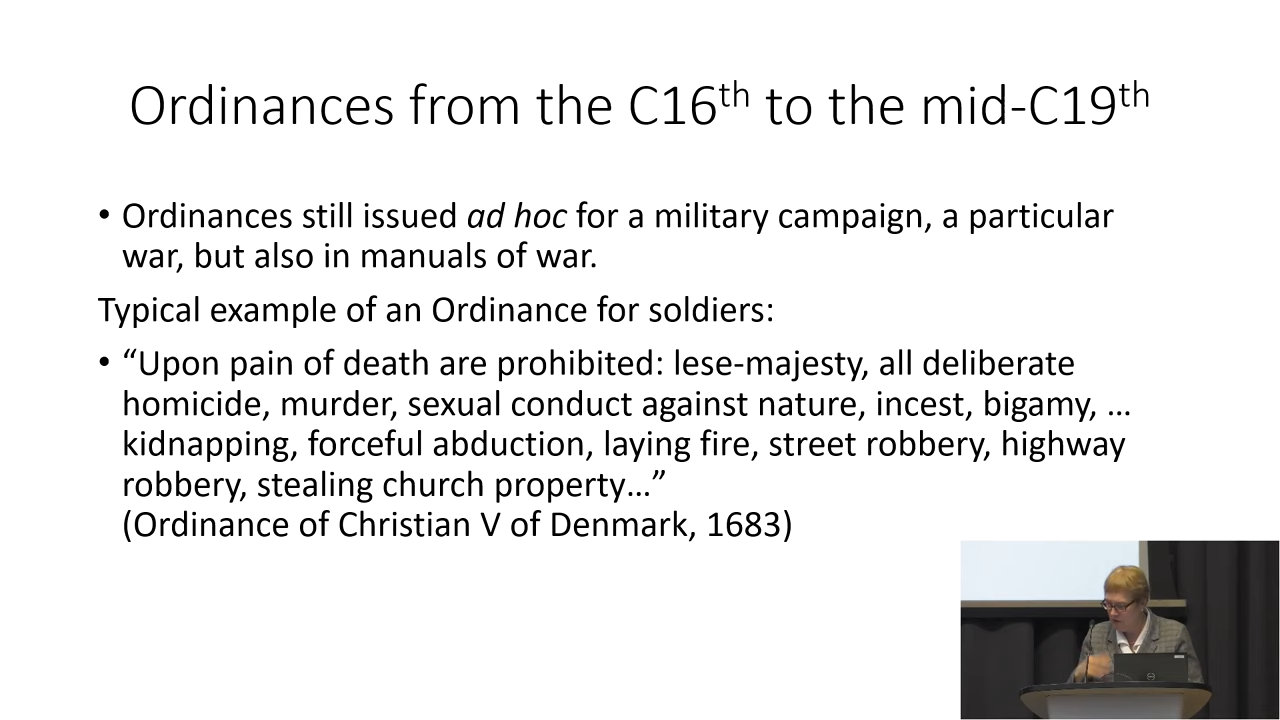 Ordinances from the C16th to the mid-C19th
• Ordinances still issued ad hoc for a military campaign, a particular
war, but also in manuals of war.
Typical example of an Ordinance for soldiers:
• “Upon pain of death are prohibited: lese-majesty, all deliberate
homicide, murder, sexual conduct against nature, incest, bigamy, …
kidnapping, forceful abduction, laying fire, street robbery, highway
robbery, stealing church property…”
(Ordinance of Christian V of Denmark, 1683)